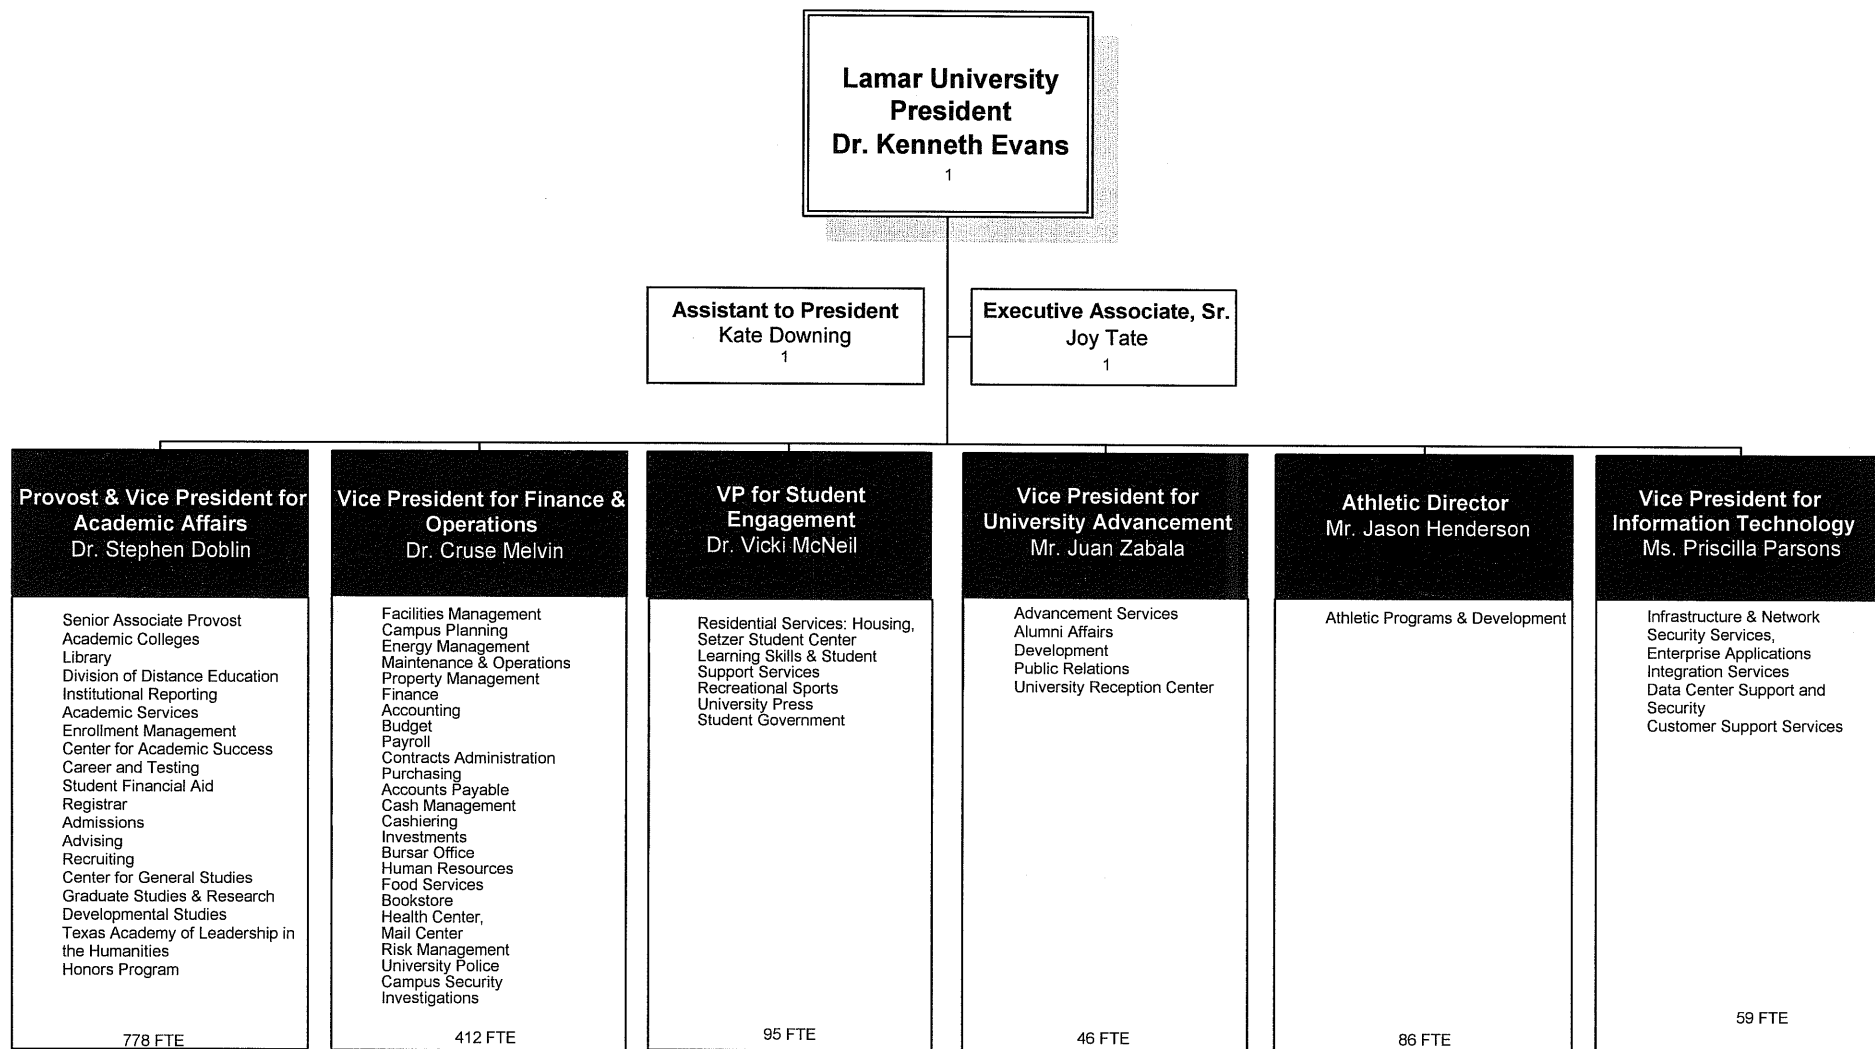 Lamar University
President
Dr. Kenneth Evans
1
Assistant to President
Kate Downing
1
Executive Associate, Sr.
Joy Tate
1
Provost & Vice President for
Academic Affairs
Dr. Stephen Doblin
Senior Associate Provost
Academic Colleges
Library
Division of Distance Education
Institutional Reporting
Academic Services
Enrollment Management
Center for Academic Success
Career and Testing
Student Financial Aid
Registrar
Admissions
Advising
Recruiting
Center for General Studies
Graduate Studies & Research
Developmental Studies
Texas Academy of Leadership in
the Humanities
Honors Program
778 FTE
Vice President for Finance &
Operations
Dr. Cruse Melvin
Facilities Management
Campus Planning
Energy Management
Maintenance & Operations
Property Management
Finance
Accounting
Budget
Payroll
Contracts Administration
Purchasing
Accounts Payable
Cash Management
Cashiering
Investments
Bursar Office
Human Resources
Food Services
Bookstore
Health Center,
Mail Center
Risk Management
University Police
Campus Security
Investigations
412 FTE
VP for Student
Engagement
Dr. Vicki McNeil
Residential Services: Housing,
Setzer Student Center
Learning Skills & Student
Support Services
Recreational Sports
University Press
Student Government
95 FTE
Vice President for
University Advancement
Mr. Juan Zabala
Advancement Services
Alumni Affairs
Development
Public Relations
University Reception Center
46 FTE
Athletic Director
Mr. Jason Henderson
Athletic Programs & Development
86 FTE
Vice President for
Information Technology
Ms. Priscilla Parsons
Infrastructure & Network
Security Services,
Enterprise Applications
Integration Services
Data Center Support and
Security
Customer Support Services
59 FTE